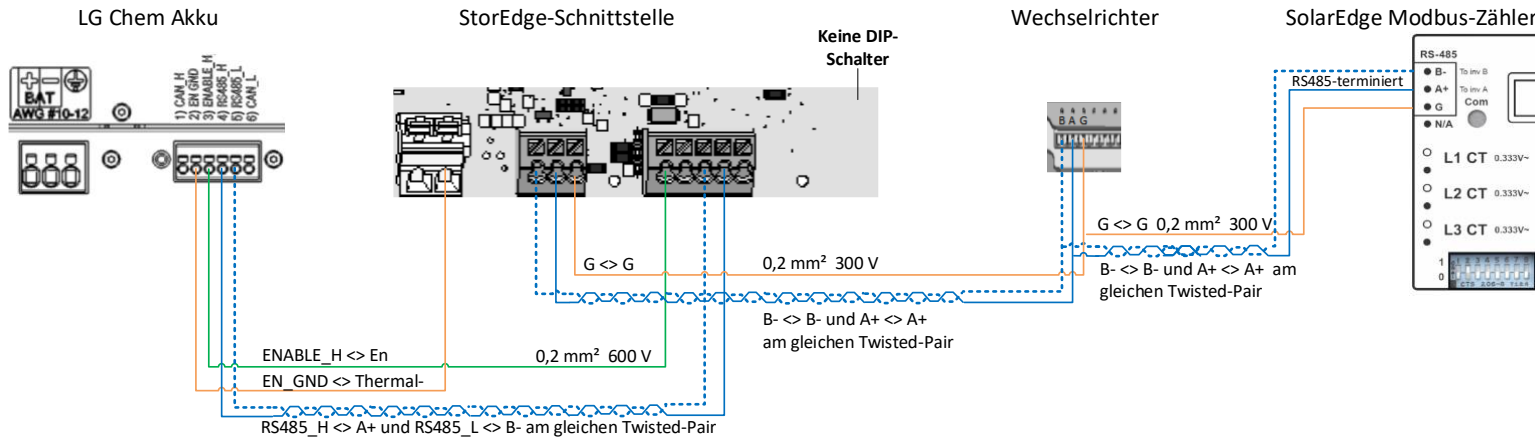 LG Chem Akku
StorEdge-Schnittstelle
Wechselrichter
SolarEdge Modbus-Zähler
Keine DIP-
Schalter
BAT
AWG #10-12
1) CAN_H
2) EN GND
3) ENABLE_H
4) RS485_H
5) RS485_L
6) CAN_L
B A G
RS485-terminiert
RS-485
B-
To inv B
A+
To inv A
G
Com
N/A
L1 CT 0.333V~
L2 CT 0.333V~
L3 CT 0.333V~
1
0
G <> G 0,2 mm² 300 V
B- <> B- und A+ <> A+ am
gleichen Twisted-Pair
G <> G 0,2 mm² 300 V
B- <> B- und A+ <> A+
am gleichen Twisted-Pair
ENABLE_H <> En 0,2 mm² 600 V
EN_GND <> Thermal-
RS485_H <> A+ und RS485_L <> B- am gleichen Twisted-Pair